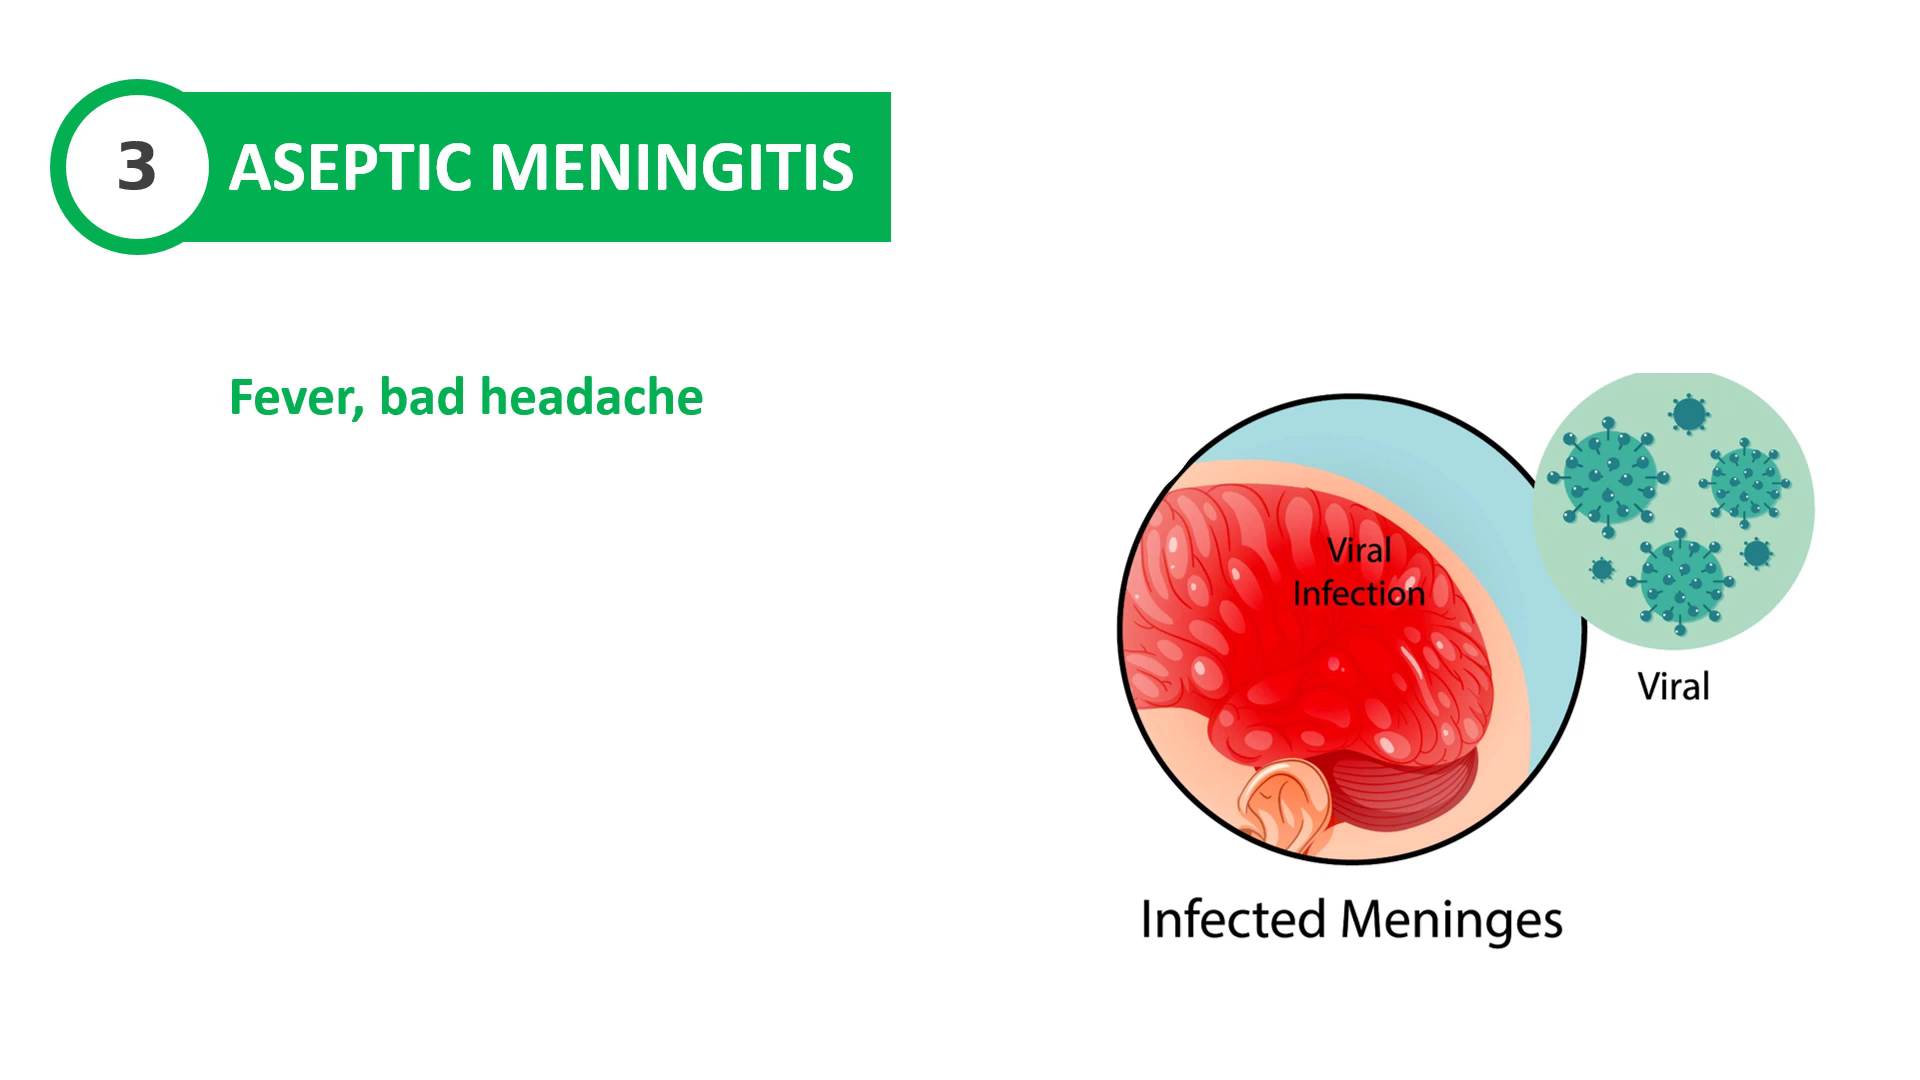 3
ASEPTIC MENINGITIS
Fever, bad headache
Viral
Infection
Viral
Infected Meninges